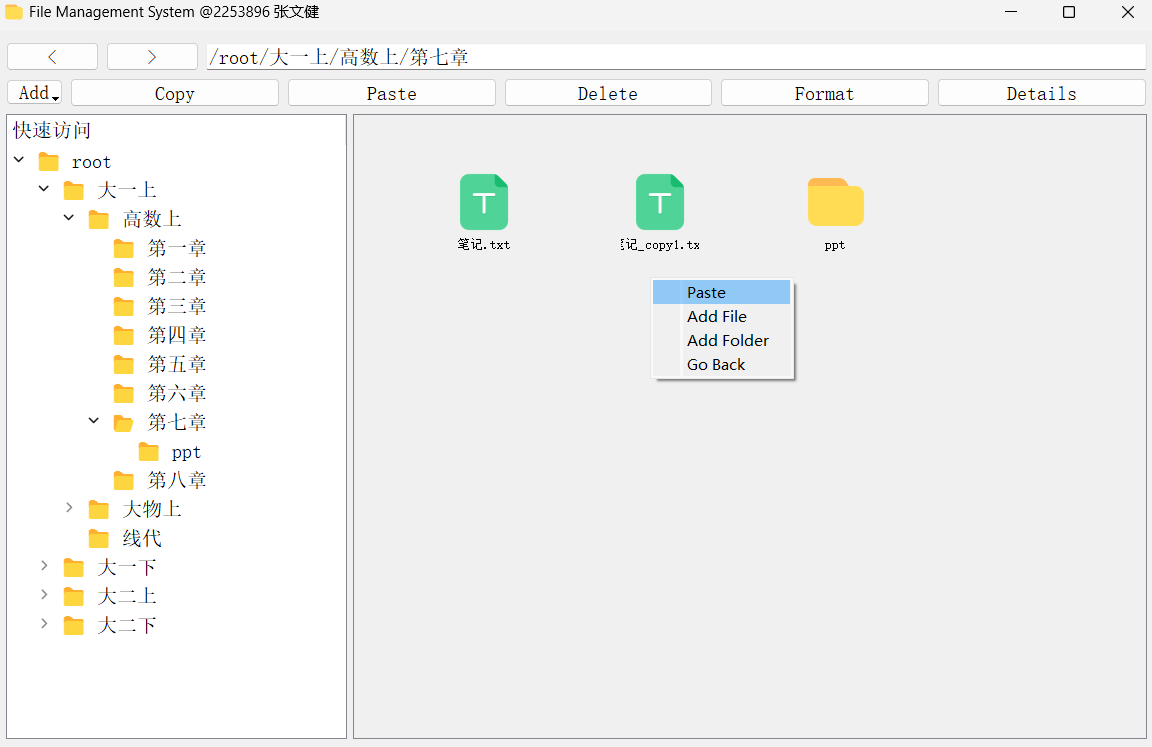 File Management System @2253896 张文健
/root/大一上/高数上/第七章
Add Copy Paste Delete Format Details
快速访问
root
大一上
高数上
第一章
第二章
第三章
第四章
第五章
第六章
第七章
ppt
第八章
大物上
线代
大一下
大二上
大二下
笔记.txt 记_copy1.tx ppt
Paste
Add File
Add Folder
Go Back